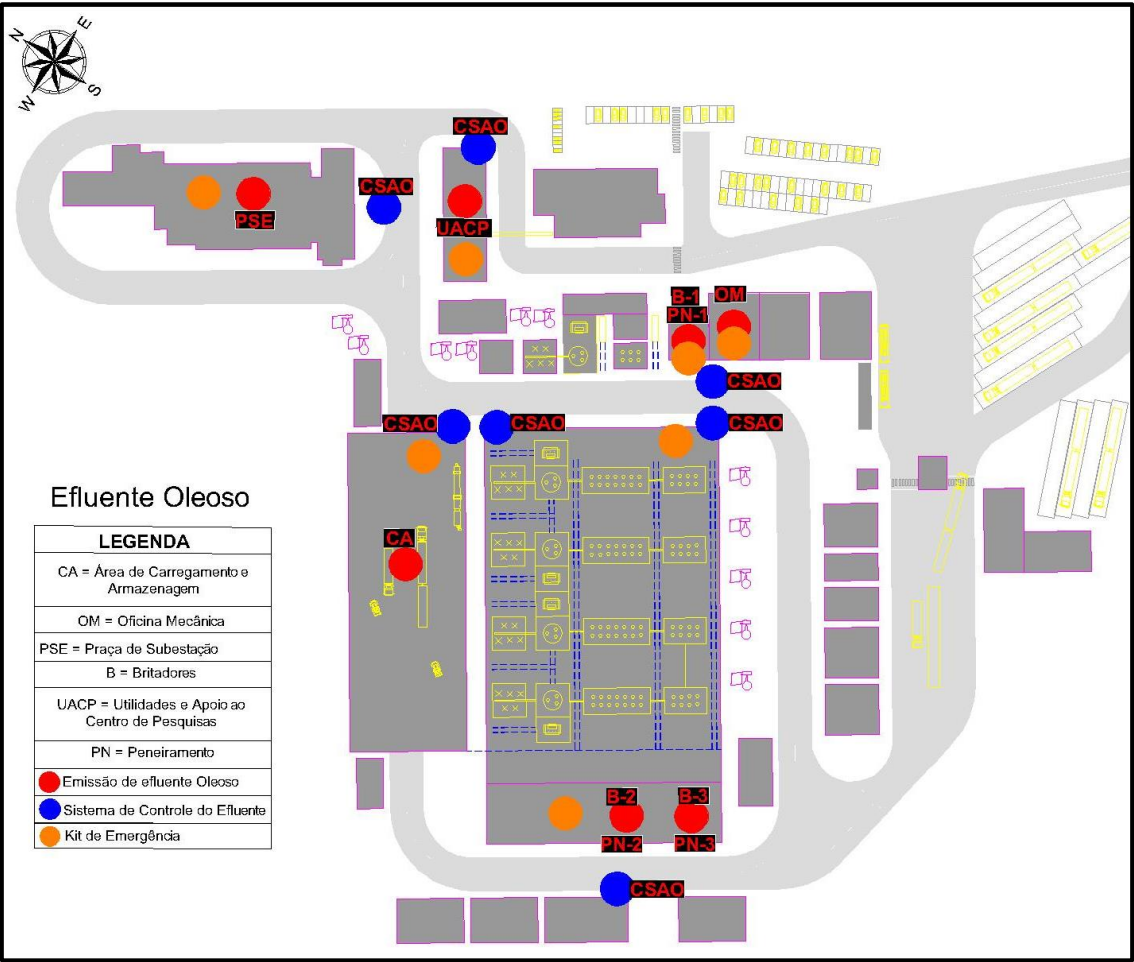 N
E
W
S
CSAO
CSAO
PSE
UACP
B-1
OM
PN-1
CSAO
CSAO
CSAO
CSAO
CA
Efluente Oleoso
LEGENDA
CA = Área de Carregamento e
Armazenagem
OM = Oficina Mecânica
PSE = Praça de Subestação
B = Britadores
UACP = Utilidades e Apoio ao
Centro de Pesquisas
PN = Peneiramento
Emissão de efluente Oleoso
Sistema de Controle do Efluente
Kit de Emergência
B-2
B-3
PN-2
PN-3
CSAO